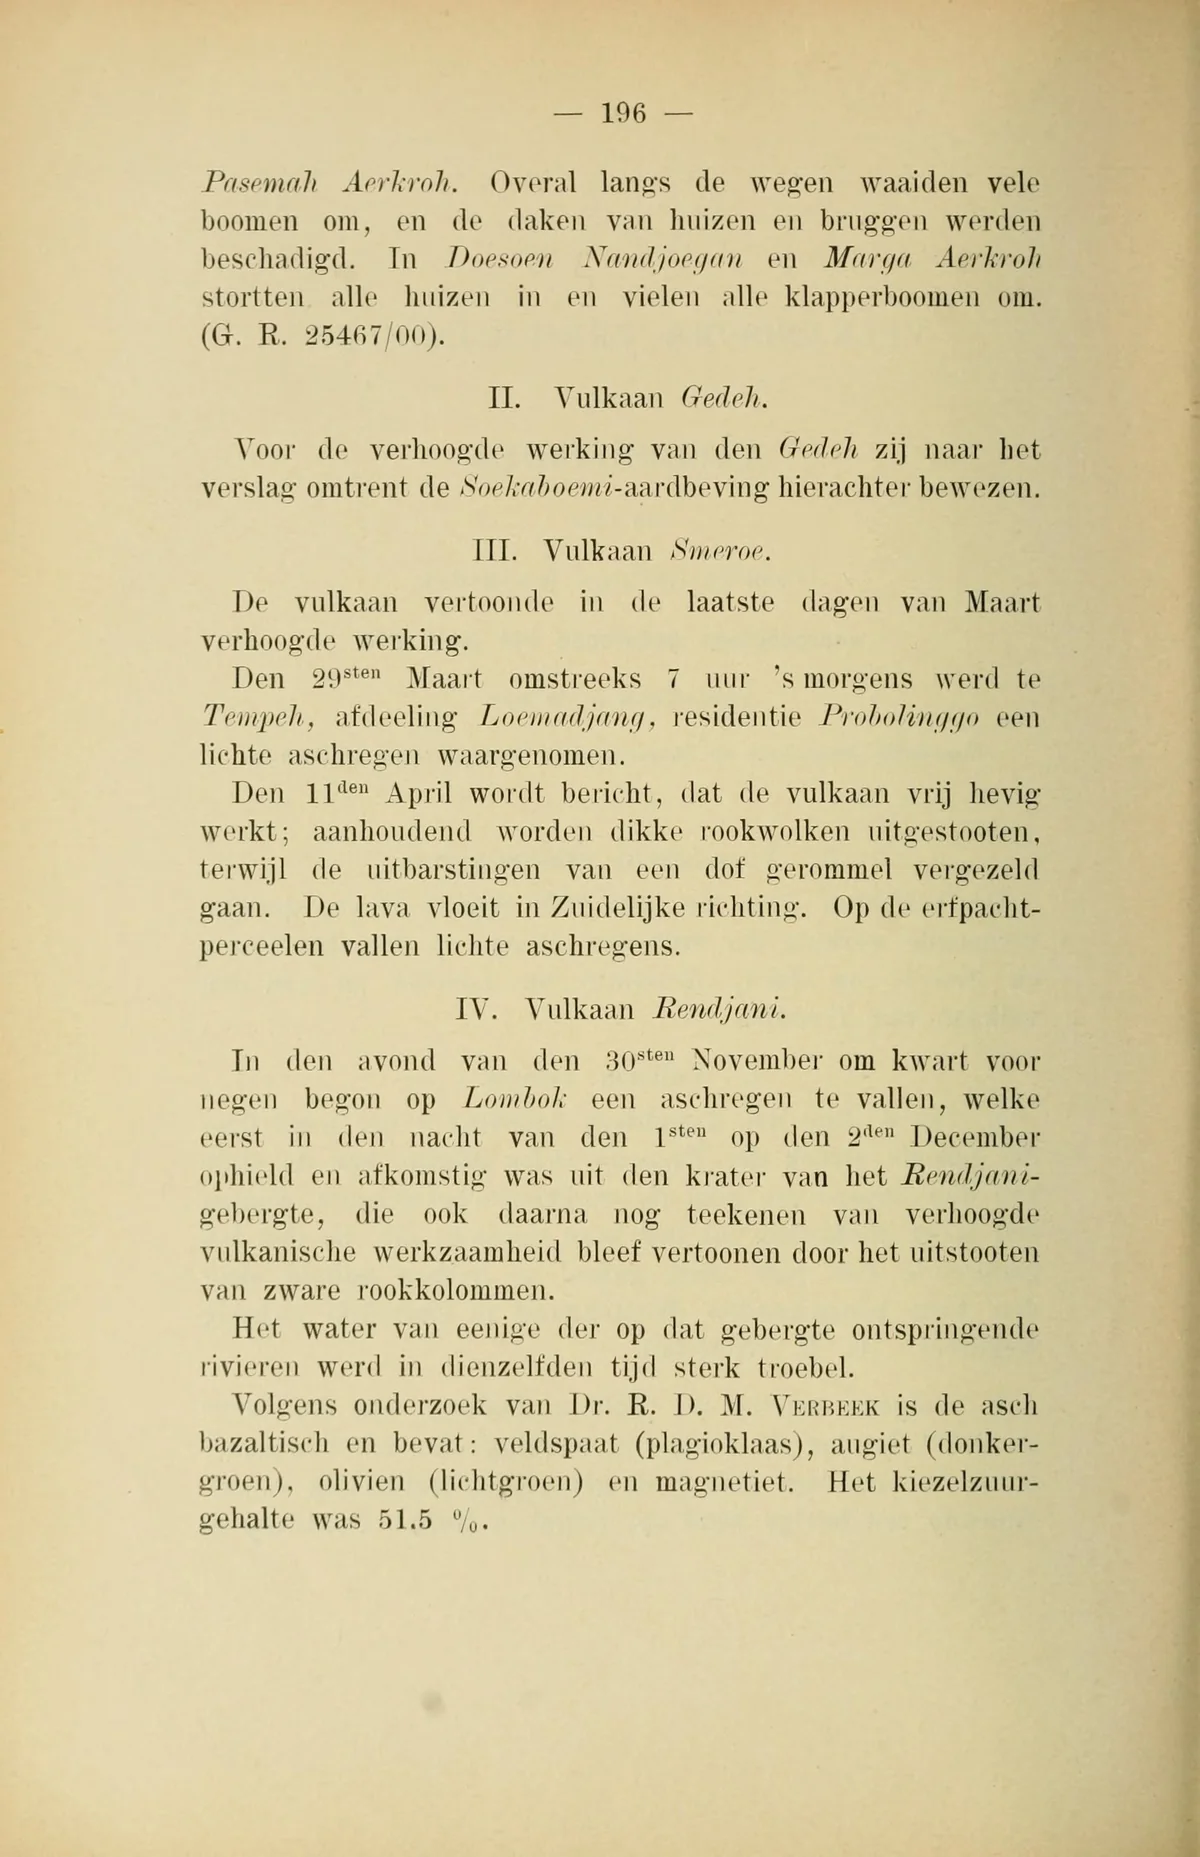 — 196 —
Pasemah Aerkroh. Overal langs de wegen waaiden vele
boomen om, en de daken van huizen en bruggen werden
beschadigd. In Doesoen Nandjoegan en Marga Aerkroh
stortten alle huizen in en vielen alle klapperboomen om.
(G. R. 25467/00).
II. Vulkaan Gedeh.
Voor de verhoogde werking van den Gedeh zij naar het
verslag omtrent de Soekaboemi-aardbeving hierachter bewezen.
III. Vulkaan Smeroe.
De vulkaan vertoonde in de laatste dagen van Maart
verhoogde werking.
Den 29sten Maart omstreeks 7 uur 's morgens werd te
Tempeh, afdeeling Loemadjang, residentie Probolinggo een
lichte aschregen waargenomen.
Den 11den April wordt bericht, dat de vulkaan vrij hevig
werkt; aanhoudend worden dikke rookwolken uitgestooten,
terwijl de uitbarstingen van een dof gerommel vergezeld
gaan. De lava vloeit in Zuidelijke richting. Op de erfpacht-
perceelen vallen lichte aschregens.
IV. Vulkaan Rendjani.
In den avond van den 30sten November om kwart voor
negen begon op Lombok een aschregen te vallen, welke
eerst in den nacht van den 1sten op den 2den December
ophield en afkomstig was uit den krater van het Rendjani-
gebergte, die ook daarna nog teekenen van verhoogde
vulkanische werkzaamheid bleef vertoonen door het uitstooten
van zware rookkolommen.
Het water van eenige der op dat gebergte ontspringende
rivieren werd in dienzelfden tijd sterk troebel.
Volgens onderzoek van Dr. R. D. M. VERBEEK is de asch
bazaltisch en bevat: veldspaat (plagioklaas), augiet (donker-
groen), olivien (lichtgroen) en magnetiet. Het kiezelzuur-
gehalte was 51.5 %.